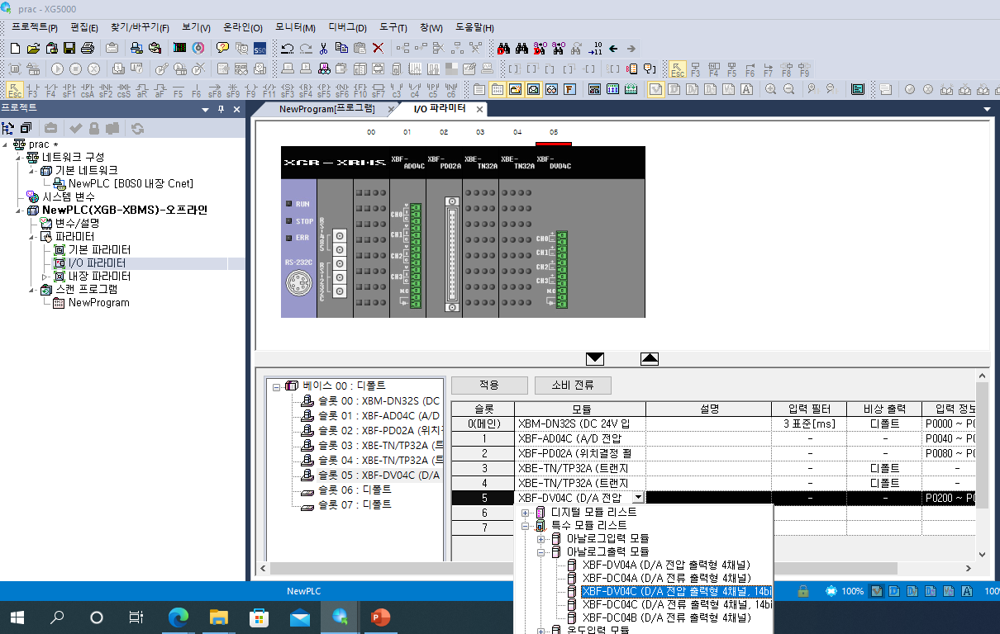 prac - XG5000
프로젝트(P) 편집(E) 찾기/바꾸기(F) 보기(V) 온라인(O) 모니터(M) 디버그(D) 도구(T) 창(W) 도움말(H)
Esc F3 F4 sF1 csA sF2 csS aR aF F5 F6 sF8 sF9 F9 F11 sF3 sF4 sF5 sF6 F10 sF7 c3 c4 c5 c6
Esc F3 F4 F5 F6 F7 F8 F9
프로젝트
NewProgram[프로그램]
I/O 파라미터
prac *
네트워크 구성
기본 네트워크
NewPLC [B0S0 내장 Cnet]
시스템 변수
NewPLC(XGB-XBMS)-오프라인
변수/설명
파라미터
기본 파라미터
I/O 파라미터
내장 파라미터
스캔 프로그램
NewProgram
00 01 02 03 04 05
XGB-XBMS
XBF-AD04C
XBF-PD02A
XBE-TN32A
XBE-TN32A
XBF-DV04C
RUN
STOP
ERR
RS-232C
RS-485
RS-232C
CH0
CH1
CH2
CH3
N.C
CH0
CH1
CH2
CH3
N.C
베이스 00 : 디폴트
슬롯 00 : XBM-DN32S (DC
슬롯 01 : XBF-AD04C (A/D
슬롯 02 : XBF-PD02A (위치
슬롯 03 : XBE-TN/TP32A (트
슬롯 04 : XBE-TN/TP32A (트
슬롯 05 : XBF-DV04C (D/A
슬롯 06 : 디폴트
슬롯 07 : 디폴트
적용 소비 전류
슬롯 모듈 설명 입력 필터 비상 출력 입력 정보
0(메인) XBM-DN32S (DC 24V 입 3 표준[ms] 디폴트 P0000 ~ P0
1 XBF-AD04C (A/D 전압 - - P0040 ~ P0
2 XBF-PD02A (위치결정 펄 - - P0080 ~ P0
3 XBE-TN/TP32A (트랜지 - 디폴트 -
4 XBE-TN/TP32A (트랜지 - 디폴트 -
5 XBF-DV04C (D/A 전압 - - P0200 ~ P0
6
7
디지털 모듈 리스트
특수 모듈 리스트
아날로그입력 모듈
아날로그출력 모듈
XBF-DV04A (D/A 전압 출력형 4채널)
XBF-DC04A (D/A 전류 출력형 4채널)
XBF-DV04C (D/A 전압 출력형 4채널, 14bi
XBF-DC04C (D/A 전류 출력형 4채널, 14bi
XBF-DC04B (D/A 전류 출력형 4채널)
온도입력 모듈
NewPLC
100%
100%